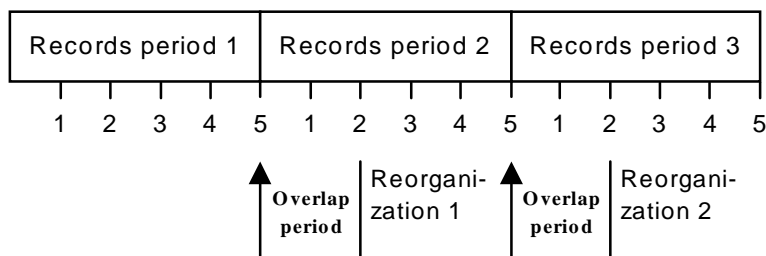 Records period 1 Records period 2 Records period 3
1 2 3 4 5 1 2 3 4 5 1 2 3 4 5
Overlap
period
Reorgani-
zation 1
Overlap
period
Reorgani-
zation 2